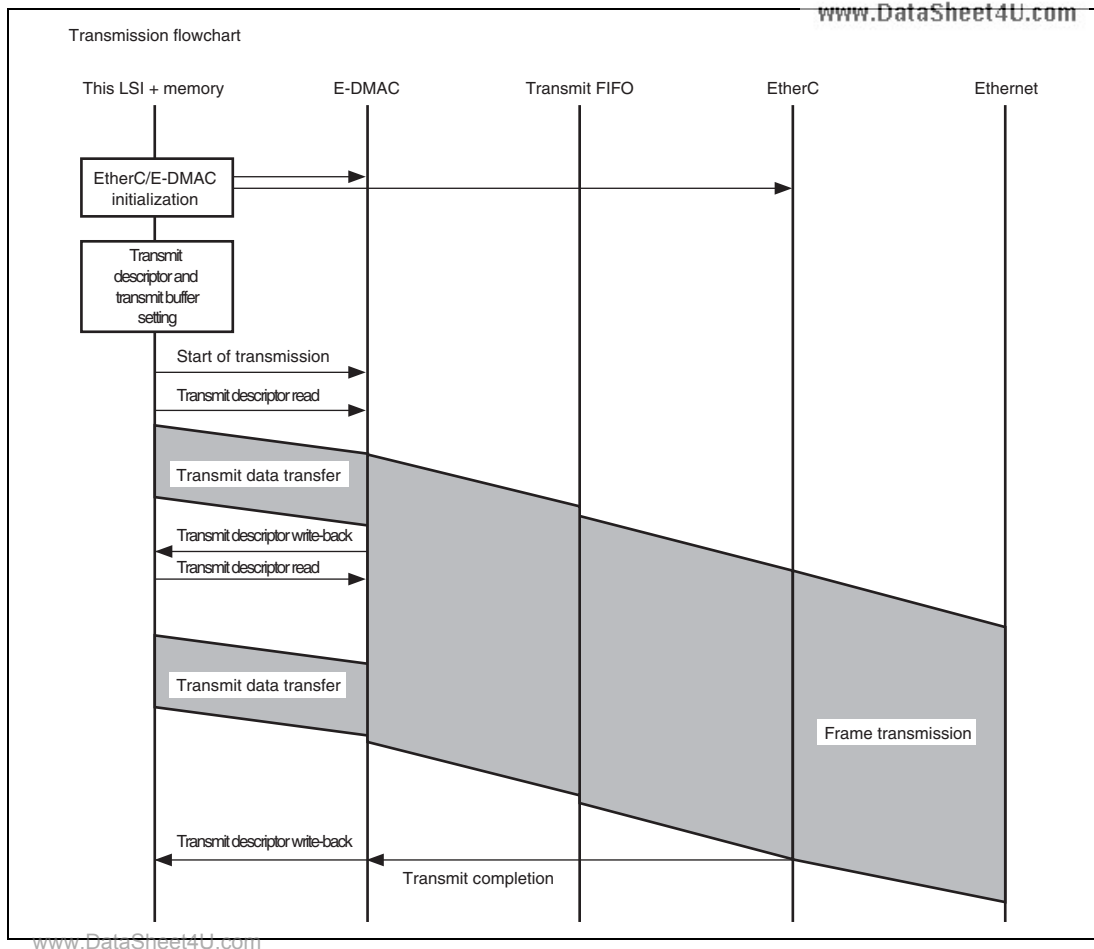 www.DataSheet4U.com
Transmission flowchart
This LSI + memory
E-DMAC
Transmit FIFO
EtherC
Ethernet
EtherC/E-DMAC
initialization
Transmit
descriptor and
transmit buffer
setting
Start of transmission
Transmit descriptor read
Transmit data transfer
Transmit descriptor write-back
Transmit descriptor read
Transmit data transfer
Frame transmission
Transmit descriptor write-back
Transmit completion
www.DataSheet4U.com